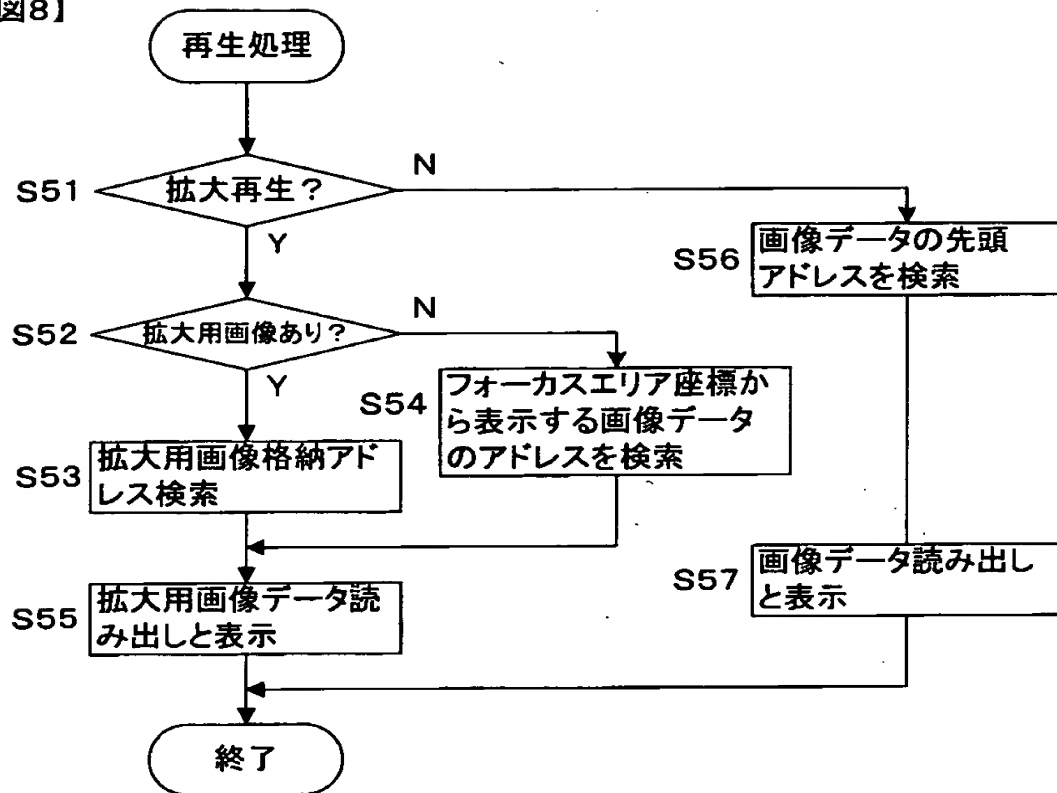 図8】
再生処理
S51
拡大再生?
N
Y
S56
画像データの先頭
アドレスを検索
S52
拡大用画像あり?
N
Y
S54
フォーカスエリア座標か
ら表示する画像データ
のアドレスを検索
S53
拡大用画像格納アド
レス検索
S57
画像データ読み出し
と表示
S55
拡大用画像データ読
み出しと表示
終了